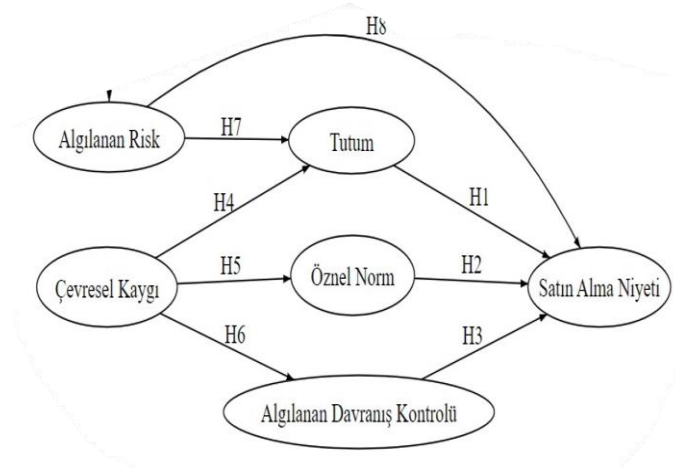 H8
Algılanan Risk
H7
Tutum
H4
H1
Çevresel Kaygı
H5
Öznel Norm
H2
Satın Alma Niyeti
H6
H3
Algılanan Davranış Kontrolü